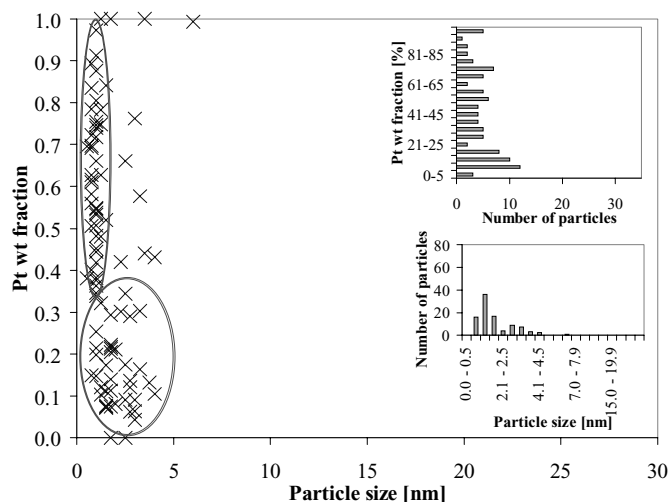 1.0
0.9
0.8
0.7
0.6
0.5
0.4
0.3
0.2
0.1
0.0
Pt wt fraction
0 5 10 15 20 25 30
Particle size [nm]
Pt wt fraction [%]
81-85
61-65
41-45
21-25
0-5
0 10 20 30
Number of particles
Number of particles
80
60
40
20
0
0.0 - 0.5
2.1 - 2.5
4.1 - 4.5
7.0 - 7.9
15.0 - 19.9
Particle size [nm]